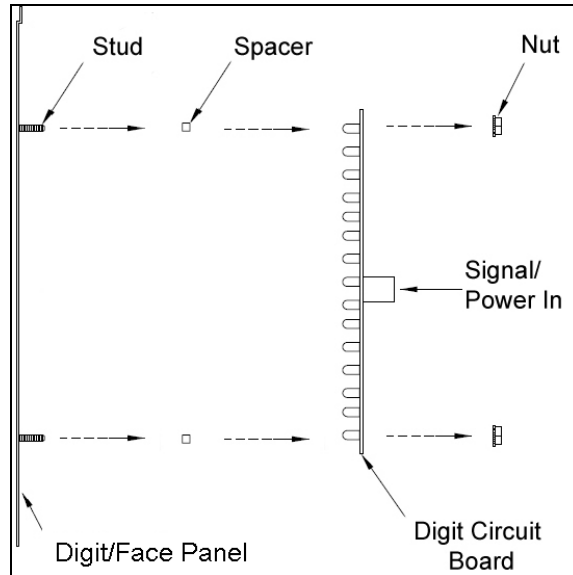 Stud
Spacer
Nut
Signal/
Power In
Digit/Face Panel
Digit Circuit
Board